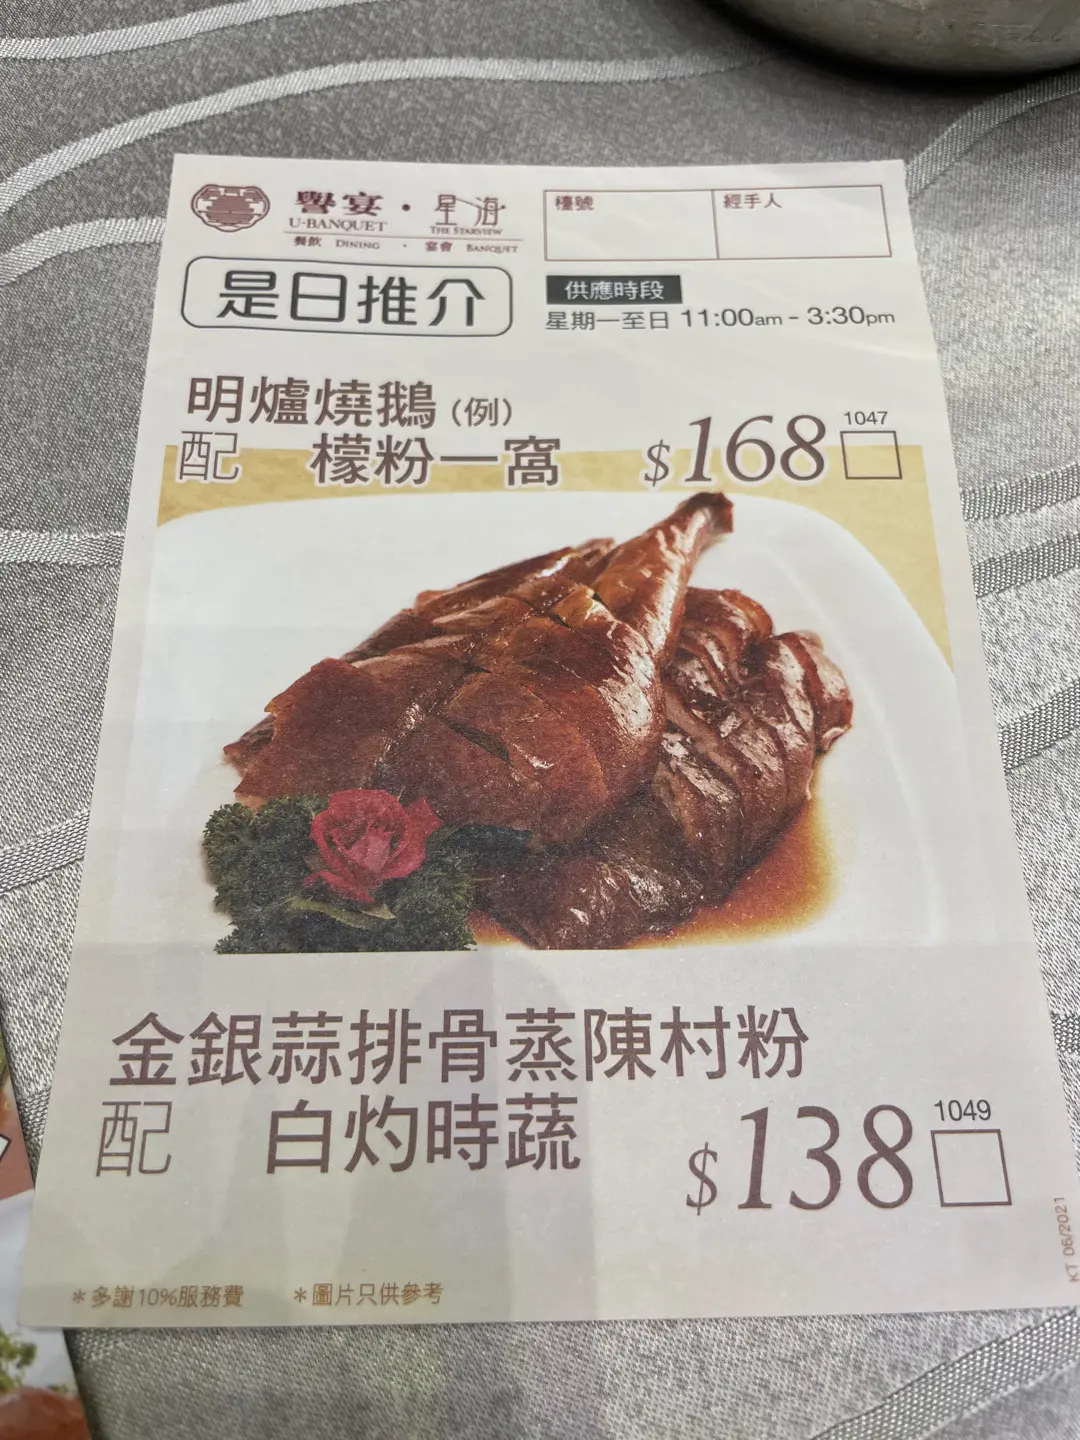 譽宴・星海
U-BANQUET THE STARVIEW
餐飲 DINING ・ 宴會 BANQUET
檯號 經手人
是日推介
供應時段
星期一至日 11:00am - 3:30pm
明爐燒鵝(例)
配 檬粉一窩 $168 1047
金銀蒜排骨蒸陳村粉
配 白灼時蔬 $138 1049
KT 06/2021
*多謝10%服務費 *圖片只供參考